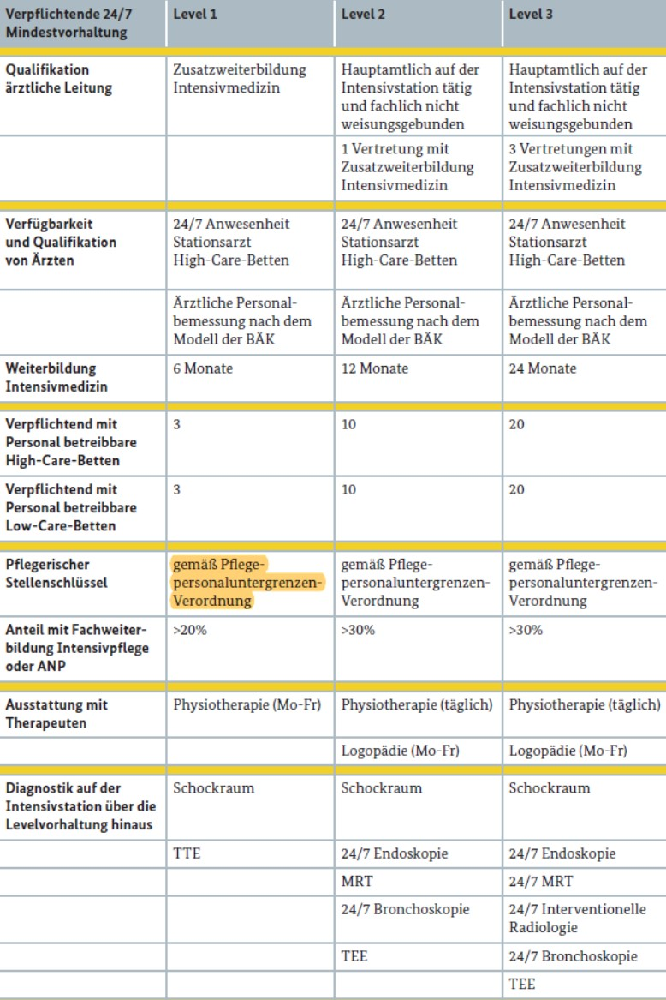 Verpflichtende 24/7 Level 1 Level 2 Level 3
Mindestvorhaltung
Qualifikation Zusatzweiterbildung Hauptamtlich auf der Hauptamtlich auf der
ärztliche Leitung Intensivmedizin Intensivstation tätig Intensivstation tätig
und fachlich nicht und fachlich nicht
weisungsgebunden weisungsgebunden
1 Vertretung mit 3 Vertretungen mit
Zusatzweiterbildung Zusatzweiterbildung
Intensivmedizin Intensivmedizin
Verfügbarkeit 24/7 Anwesenheit 24/7 Anwesenheit 24/7 Anwesenheit
und Qualifikation Stationsarzt Stationsarzt Stationsarzt
von Ärzten High-Care-Betten High-Care-Betten High-Care-Betten
Ärztliche Personal- Ärztliche Personal- Ärztliche Personal-
bemessung nach dem bemessung nach dem bemessung nach dem
Modell der BÄK Modell der BÄK Modell der BÄK
Weiterbildung 6 Monate 12 Monate 24 Monate
Intensivmedizin
Verpflichtend mit 3 10 20
Personal betreibbare
High-Care-Betten
Verpflichtend mit 3 10 20
Personal betreibbare
Low-Care-Betten
Pflegerischer gemäß Pflege- gemäß Pflege- gemäß Pflege-
Stellenschlüssel personaluntergrenzen- personaluntergrenzen- personaluntergrenzen-
Verordnung Verordnung Verordnung
Anteil mit Fachweiter- >20% >30% >30%
bildung Intensivpflege
oder ANP
Ausstattung mit Physiotherapie (Mo-Fr) Physiotherapie (täglich) Physiotherapie (täglich)
Therapeuten
Logopädie (Mo-Fr) Logopädie (Mo-Fr)
Diagnostik auf der Schockraum Schockraum Schockraum
Intensivstation über die
Levelvorhaltung hinaus
TTE 24/7 Endoskopie 24/7 Endoskopie
MRT 24/7 MRT
24/7 Bronchoskopie 24/7 Interventionelle
Radiologie
TEE 24/7 Bronchoskopie
TEE